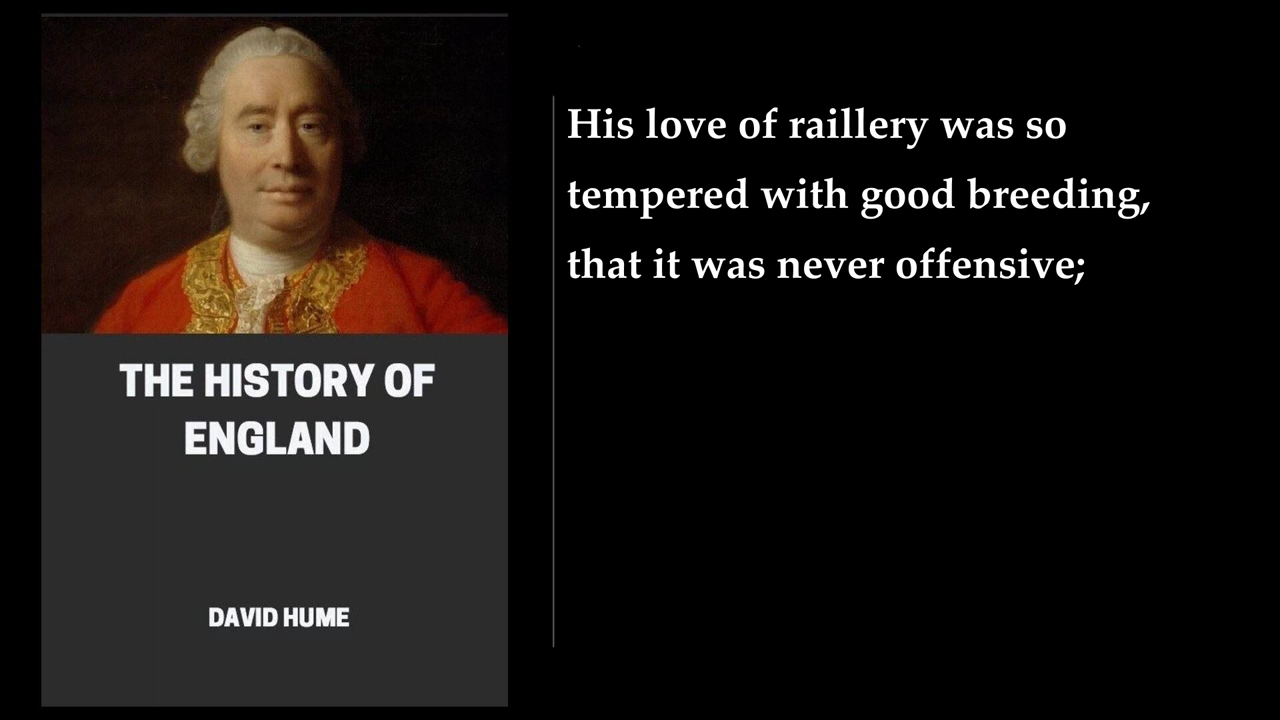 THE HISTORY OF
ENGLAND
DAVID HUME
His love of raillery was so
tempered with good breeding,
that it was never offensive;